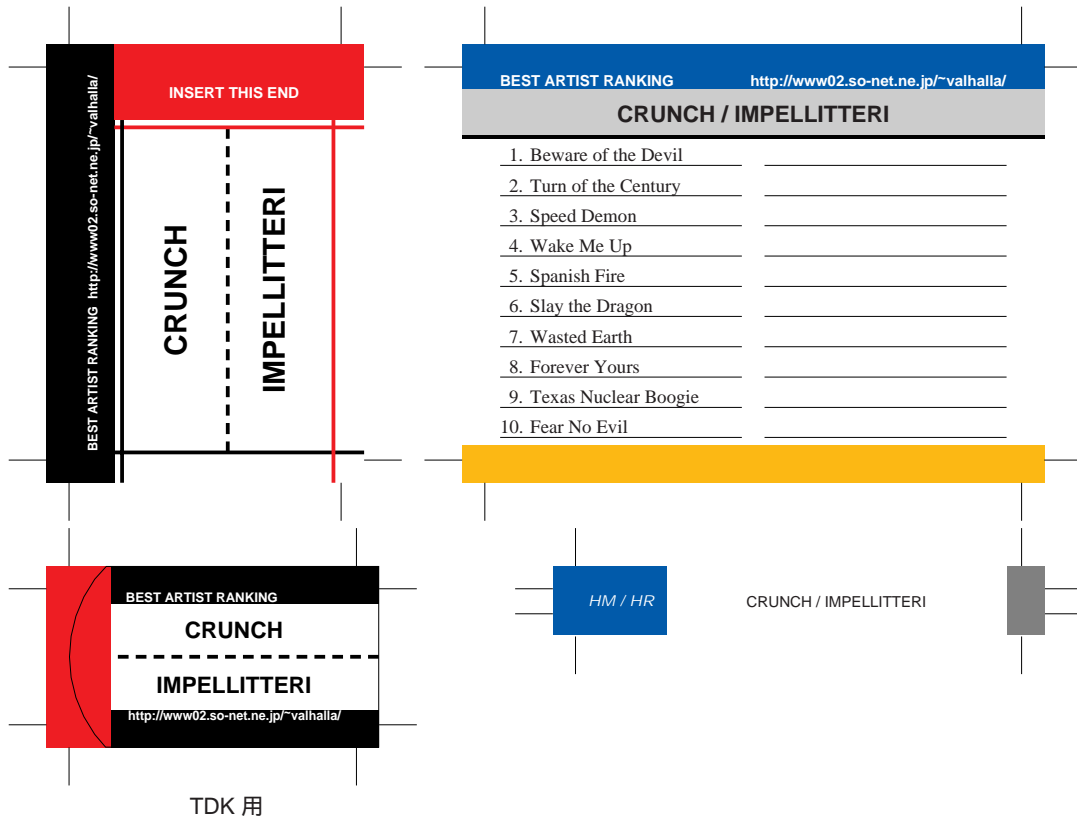 BEST ARTIST RANKING http://www02.so-net.ne.jp/~valhalla/
INSERT THIS END
CRUNCH
IMPELLITTERI
BEST ARTIST RANKING http://www02.so-net.ne.jp/~valhalla/
CRUNCH / IMPELLITTERI
1. Beware of the Devil
2. Turn of the Century
3. Speed Demon
4. Wake Me Up
5. Spanish Fire
6. Slay the Dragon
7. Wasted Earth
8. Forever Yours
9. Texas Nuclear Boogie
10. Fear No Evil
BEST ARTIST RANKING
CRUNCH
IMPELLITTERI
http://www02.so-net.ne.jp/~valhalla/
HM / HR
CRUNCH / IMPELLITTERI
TDK 用